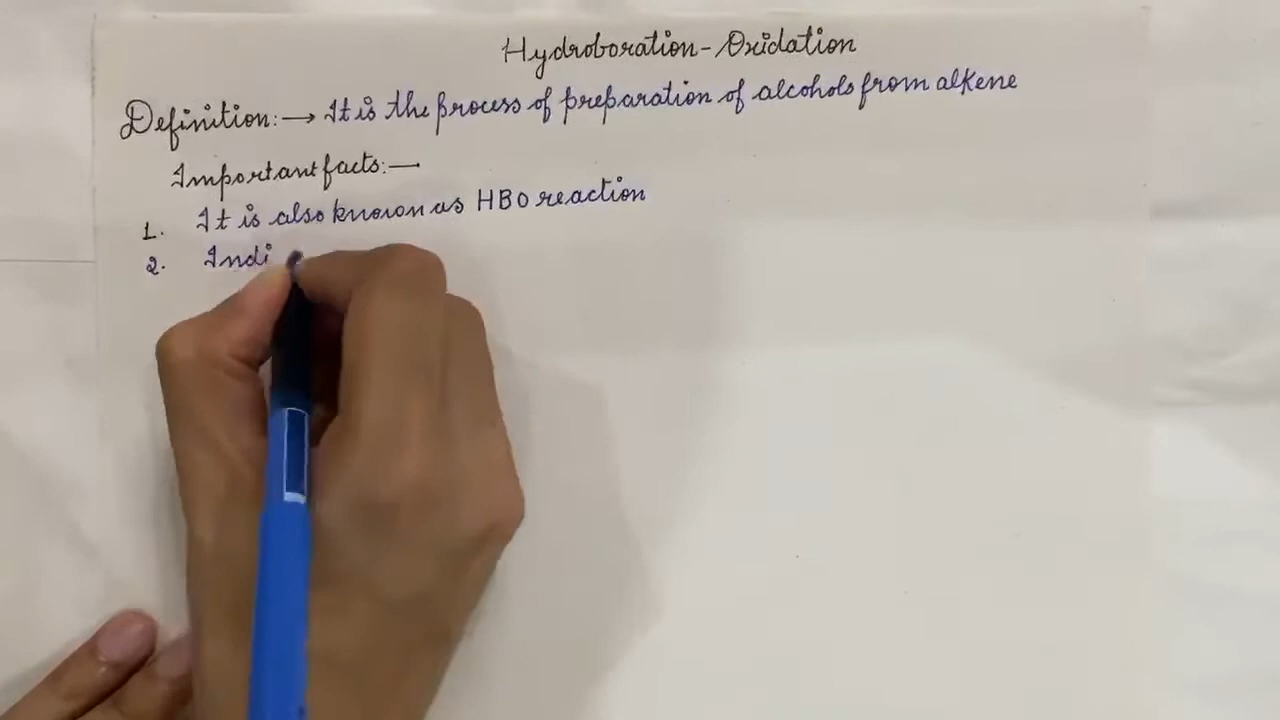 Hydroboration-Oxidation
Definition:→ It is the process of preparation of alcohols from alkene
Important facts:—
1. It is also known as HBO reaction
2. Indi